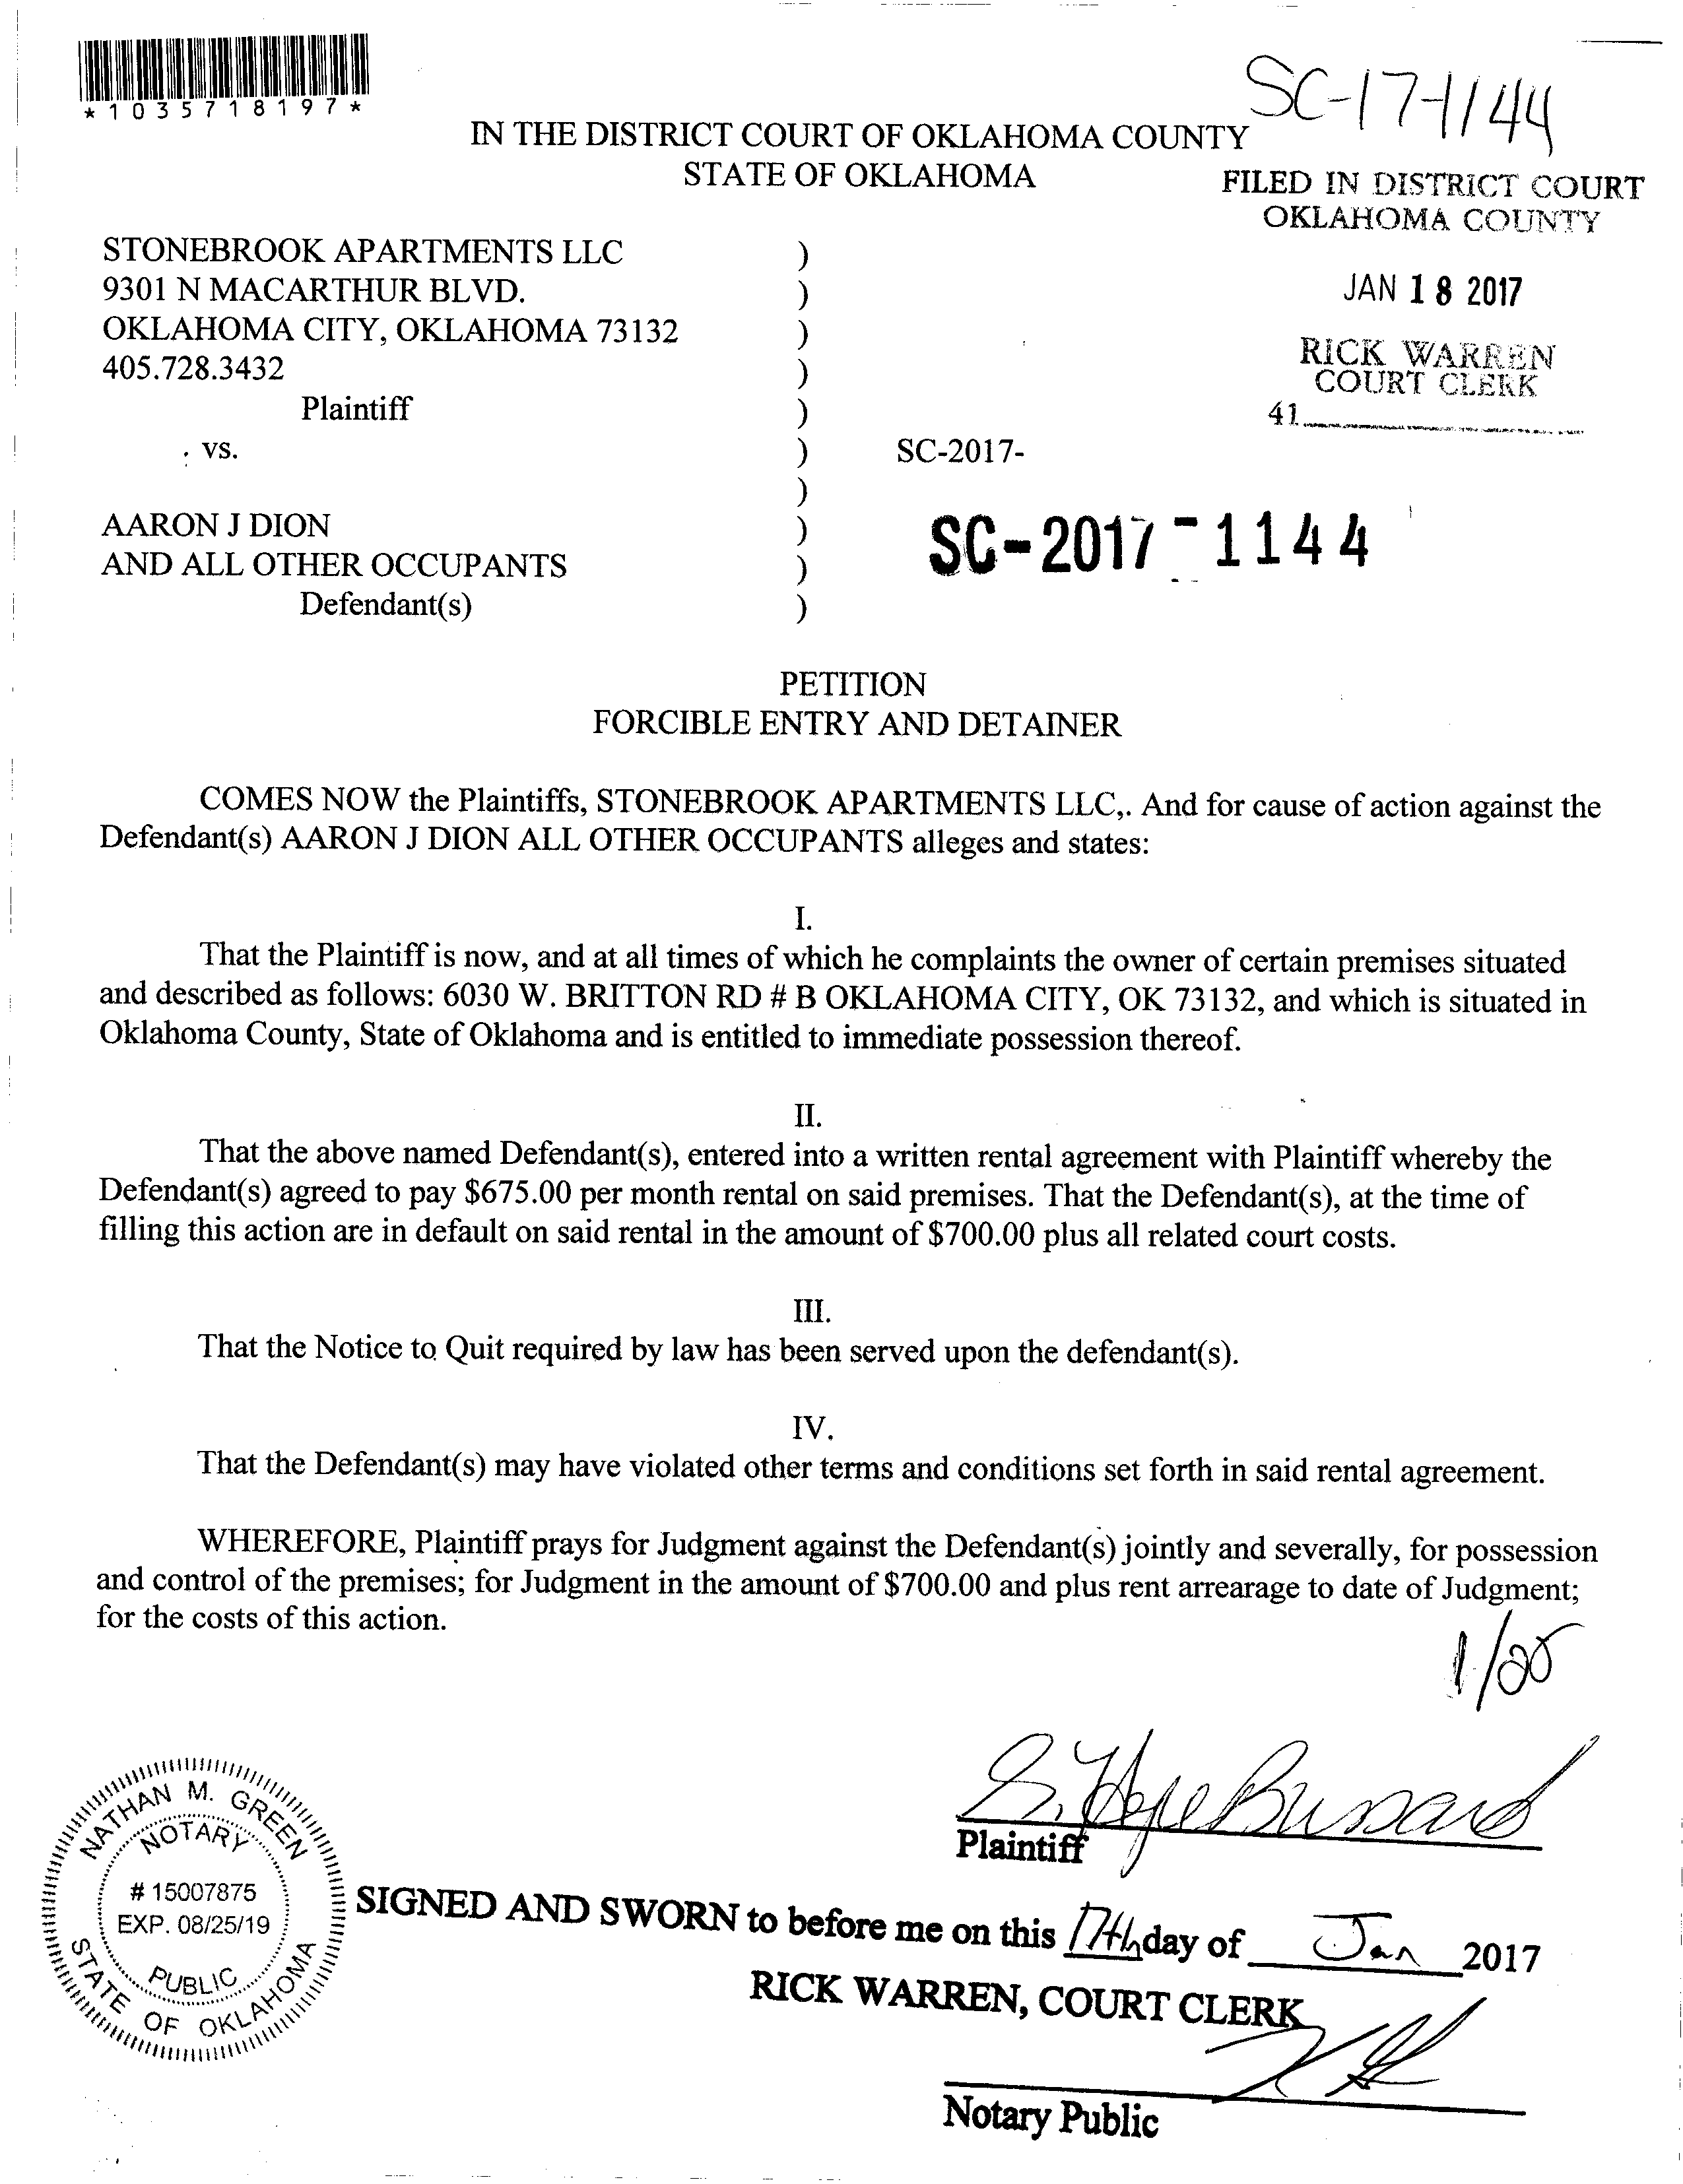 *1035718197*
SC-17-1144
IN THE DISTRICT COURT OF OKLAHOMA COUNTY
STATE OF OKLAHOMA
FILED IN DISTRICT COURT
OKLAHOMA COUNTY
JAN 18 2017
RICK WARREN
COURT CLERK
41
STONEBROOK APARTMENTS LLC )
9301 N MACARTHUR BLVD. )
OKLAHOMA CITY, OKLAHOMA 73132 )
405.728.3432 )
Plaintiff )
vs. ) SC-2017-
)
AARON J DION ) SC-2017-1144
AND ALL OTHER OCCUPANTS )
Defendant(s) )
PETITION
FORCIBLE ENTRY AND DETAINER
COMES NOW the Plaintiffs, STONEBROOK APARTMENTS LLC,. And for cause of action against the
Defendant(s) AARON J DION ALL OTHER OCCUPANTS alleges and states:
I.
That the Plaintiff is now, and at all times of which he complaints the owner of certain premises situated
and described as follows: 6030 W. BRITTON RD # B OKLAHOMA CITY, OK 73132, and which is situated in
Oklahoma County, State of Oklahoma and is entitled to immediate possession thereof.
II.
That the above named Defendant(s), entered into a written rental agreement with Plaintiff whereby the
Defendant(s) agreed to pay $675.00 per month rental on said premises. That the Defendant(s), at the time of
filling this action are in default on said rental in the amount of $700.00 plus all related court costs.
III.
That the Notice to Quit required by law has been served upon the defendant(s).
IV.
That the Defendant(s) may have violated other terms and conditions set forth in said rental agreement.
WHEREFORE, Plaintiff prays for Judgment against the Defendant(s) jointly and severally, for possession
and control of the premises; for Judgment in the amount of $700.00 and plus rent arrearage to date of Judgment;
for the costs of this action.
S. Hope Bussard
Plaintiff
NATHAN M. GREEN
NOTARY
# 15007875
EXP. 08/25/19
PUBLIC
STATE OF OKLAHOMA
SIGNED AND SWORN to before me on this 17th day of Jan 2017
RICK WARREN, COURT CLERK
Notary Public